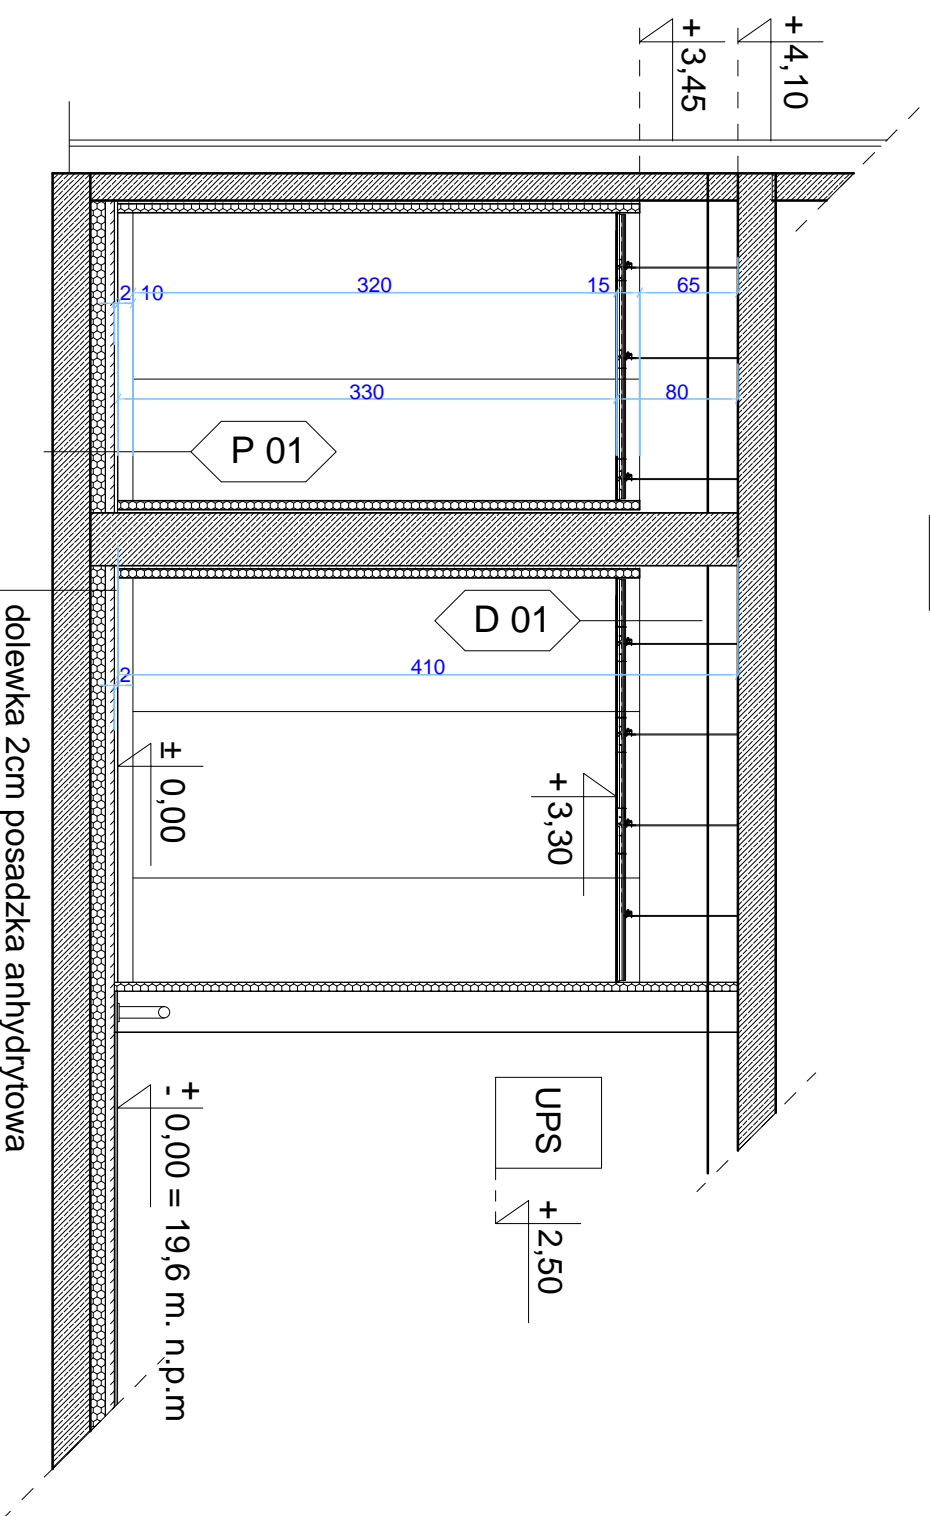 + 4,10
+ 3,45
2 10
320
15
65
330
80
P 01
D 01
410
2
± 0,00
+ 3,30
UPS
+ 2,50
± 0,00 = 19,6 m. n.p.m
dolewka 2cm posadzka anhydrytowa